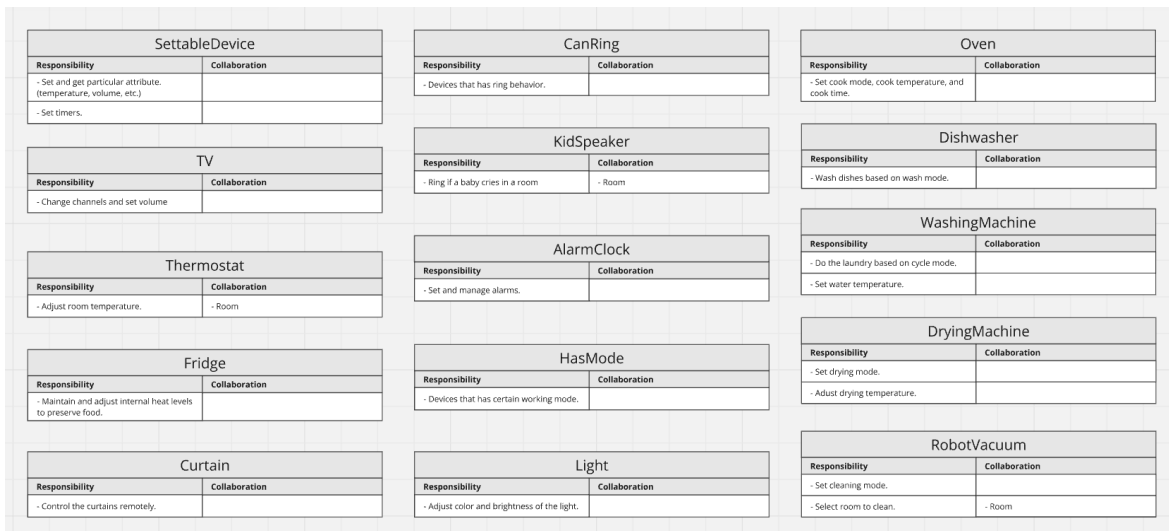 SettableDevice
Responsibility Collaboration
- Set and get particular attribute.
(temperature, volume, etc.)
- Set timers.
TV
Responsibility Collaboration
- Change channels and set volume
Thermostat
Responsibility Collaboration
- Adjust room temperature. - Room
Fridge
Responsibility Collaboration
- Maintain and adjust internal heat levels
to preserve food.
Curtain
Responsibility Collaboration
- Control the curtains remotely.
CanRing
Responsibility Collaboration
- Devices that has ring behavior.
KidSpeaker
Responsibility Collaboration
- Ring if a baby cries in a room - Room
AlarmClock
Responsibility Collaboration
- Set and manage alarms.
HasMode
Responsibility Collaboration
- Devices that has certain working mode.
Light
Responsibility Collaboration
- Adjust color and brightness of the light.
Oven
Responsibility Collaboration
- Set cook mode, cook temperature, and
cook time.
Dishwasher
Responsibility Collaboration
- Wash dishes based on wash mode.
WashingMachine
Responsibility Collaboration
- Do the laundry based on cycle mode.
- Set water temperature.
DryingMachine
Responsibility Collaboration
- Set drying mode.
- Adust drying temperature.
RobotVacuum
Responsibility Collaboration
- Set cleaning mode.
- Select room to clean. - Room